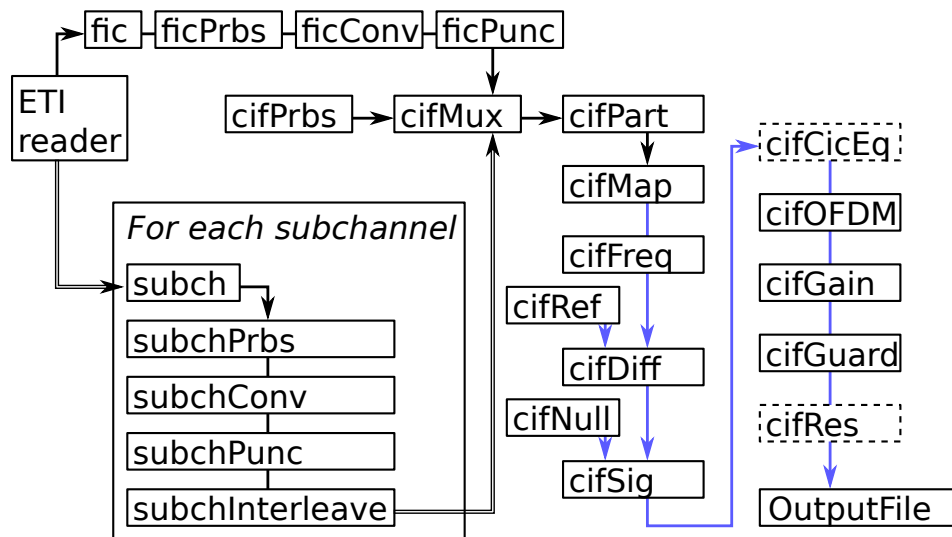 fic
ficPrbs
ficConv
ficPunc
ETI
reader
cifPrbs
cifMux
cifPart
cifMap
cifFreq
cifRef
cifDiff
cifNull
cifSig
For each subchannel
subch
subchPrbs
subchConv
subchPunc
subchInterleave
cifCicEq
cifOFDM
cifGain
cifGuard
cifRes
OutputFile